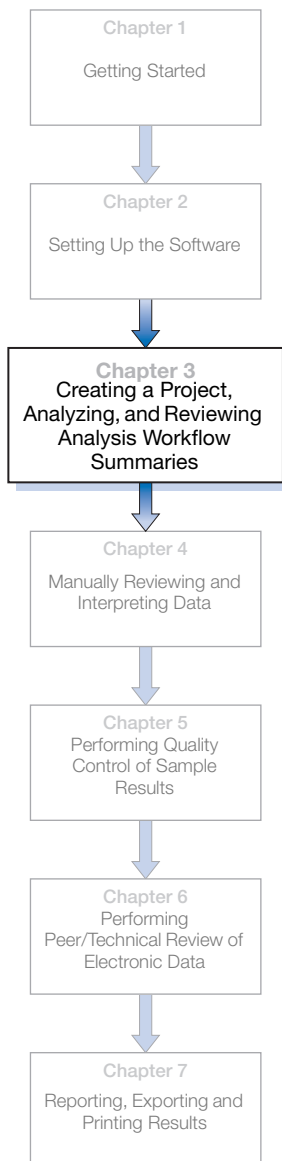 Chapter 1
Getting Started
Chapter 2
Setting Up the Software
Chapter 3
Creating a Project,
Analyzing, and Reviewing
Analysis Workflow
Summaries
Chapter 4
Manually Reviewing and
Interpreting Data
Chapter 5
Performing Quality
Control of Sample
Results
Chapter 6
Performing
Peer/Technical Review of
Electronic Data
Chapter 7
Reporting, Exporting and
Printing Results